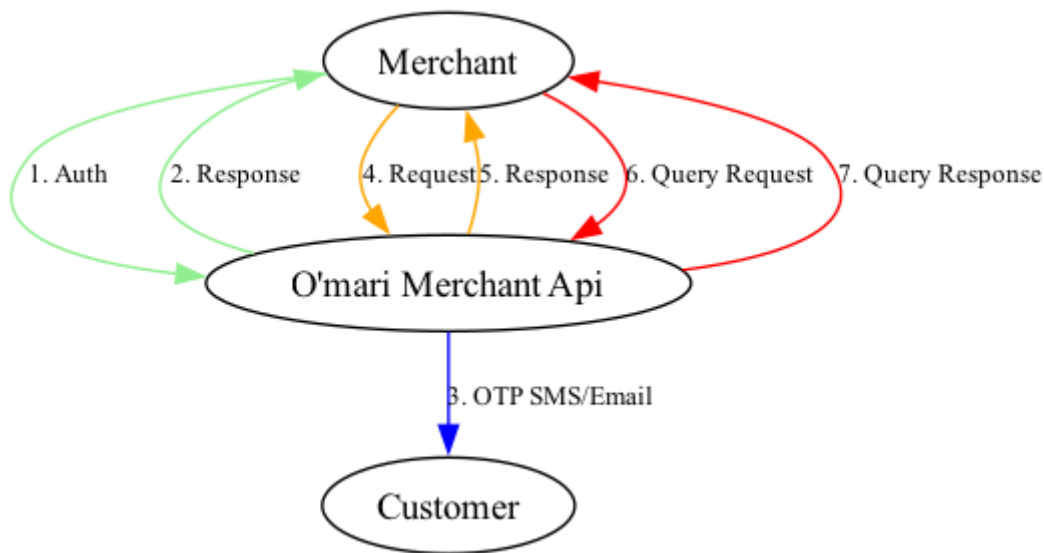 Merchant
1. Auth
2. Response
4. Request
5. Response
6. Query Request
7. Query Response
O'mari Merchant Api
3. OTP SMS/Email
Customer